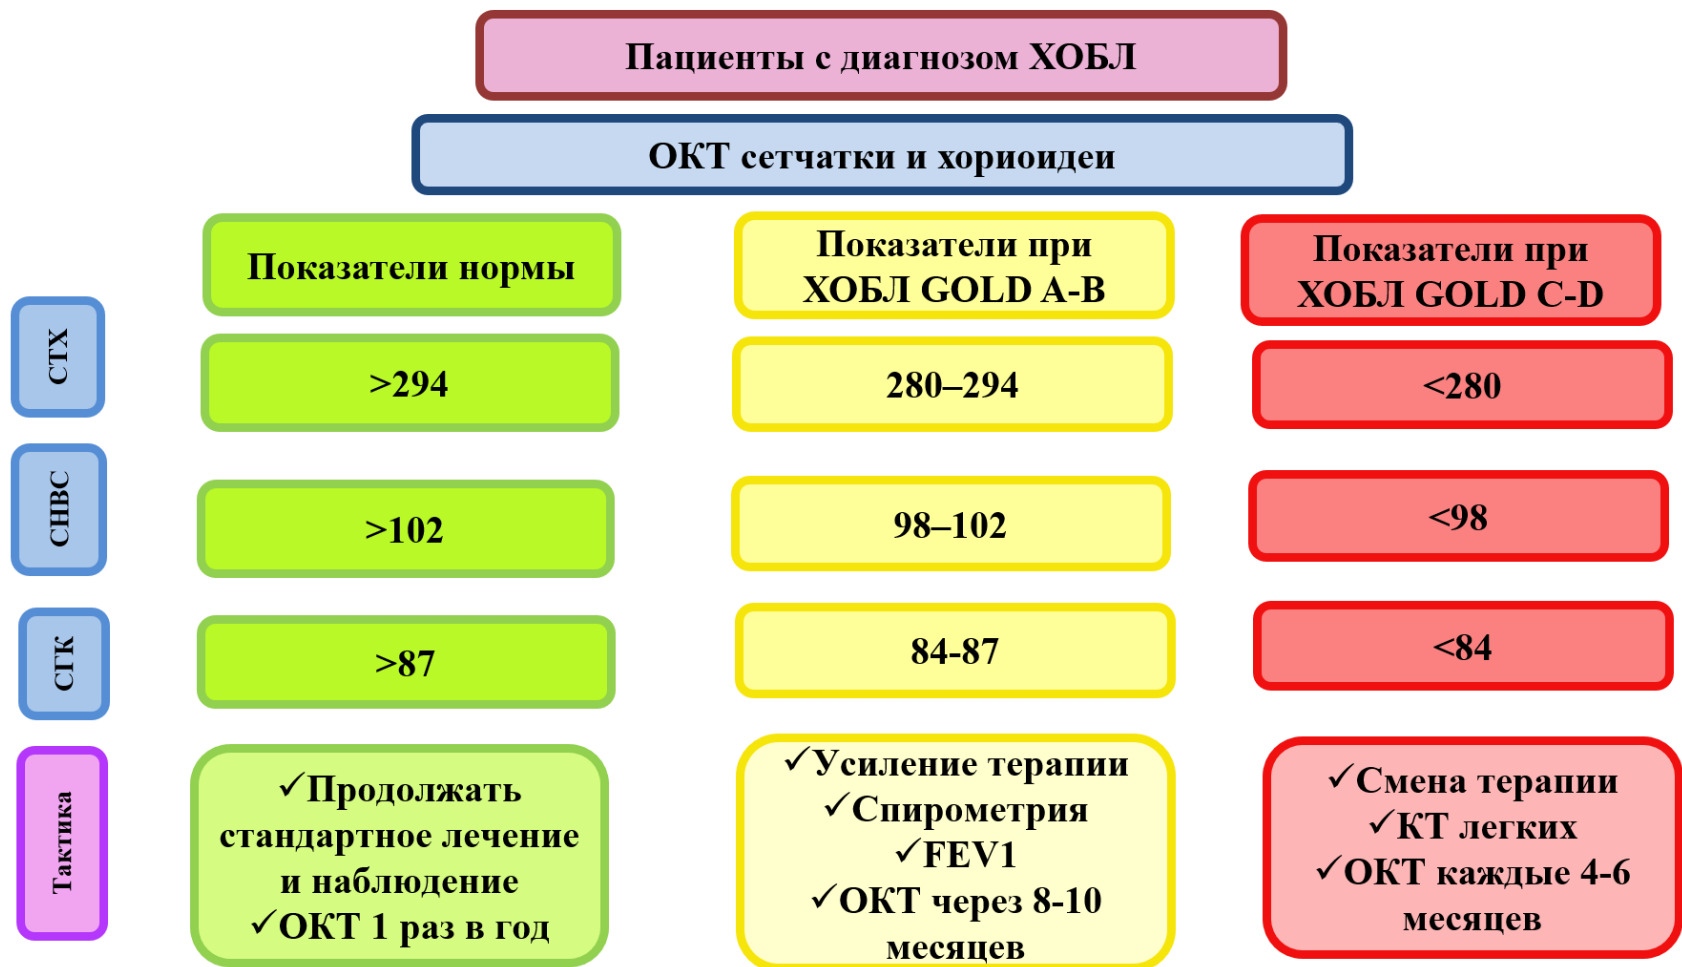 Пациенты с диагнозом ХОБЛ
ОКТ сетчатки и хориоидеи
Показатели нормы
Показатели при
ХОБЛ GOLD A-B
Показатели при
ХОБЛ GOLD C-D
СТХ
>294
280–294
<280
СНВС
>102
98–102
<98
СГК
>87
84-87
<84
Тактика
✓Продолжать
стандартное лечение
и наблюдение
✓ОКТ 1 раз в год
✓Усиление терапии
✓Спирометрия
✓FEV1
✓ОКТ через 8-10
месяцев
✓Смена терапии
✓КТ легких
✓ОКТ каждые 4-6
месяцев